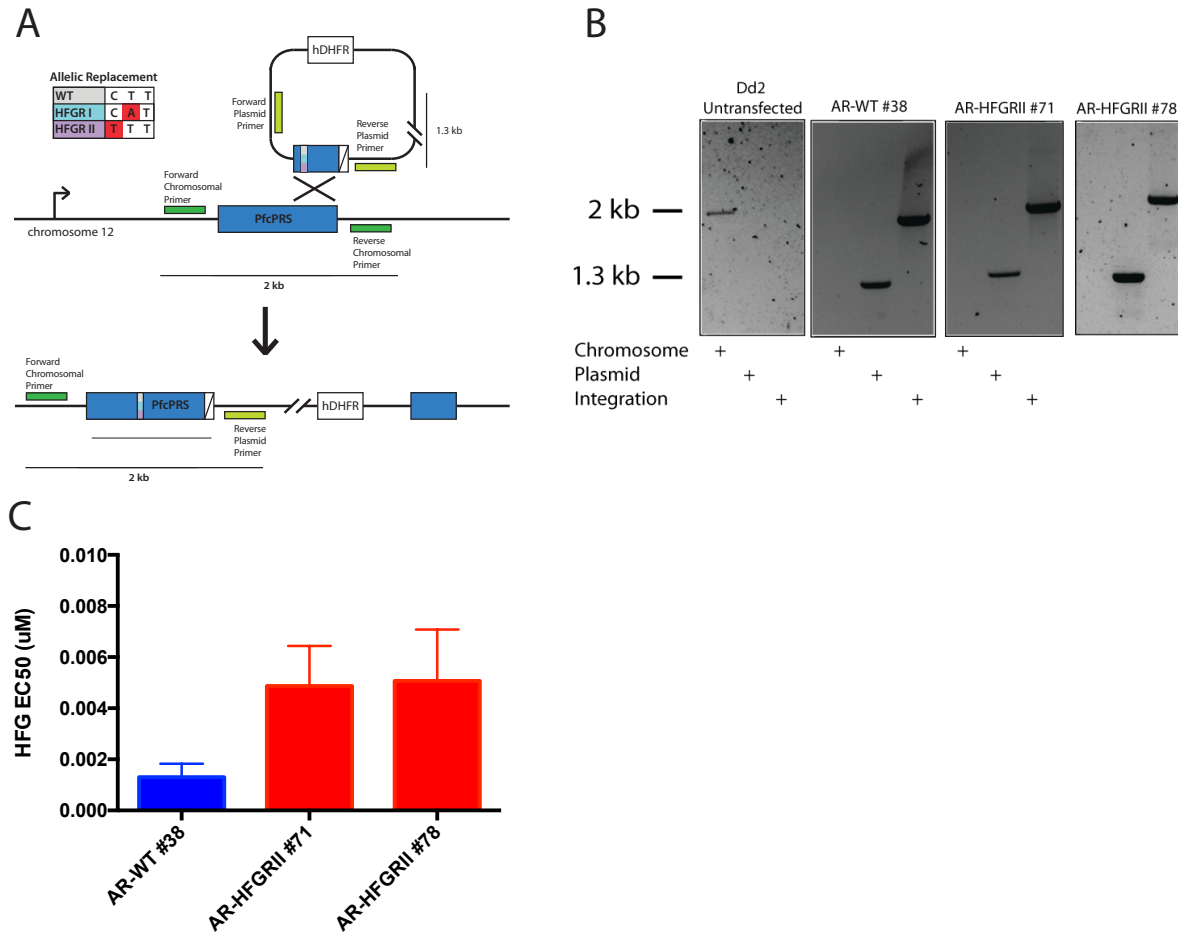 A
Allelic Replacement
WT C T T
HFGR I C A T
HFGR II T T T
hDHFR
Forward
Plasmid
Primer
Reverse
Plasmid
Primer
1.3 kb
Forward
Chromosomal
Primer
PfcPRS
chromosome 12
Reverse
Chromosomal
Primer
2 kb
Forward
Chromosomal
Primer
PfcPRS
hDHFR
Reverse
Plasmid
Primer
2 kb
B
Dd2
Untransfected
AR-WT #38
AR-HFGRII #71
AR-HFGRII #78
2 kb
1.3 kb
Chromosome + + +
Plasmid + + +
Integration + + +
C
HFG EC50 (uM)
0.010
0.008
0.006
0.004
0.002
0.000
AR-WT #38
AR-HFGRII #71
AR-HFGRII #78